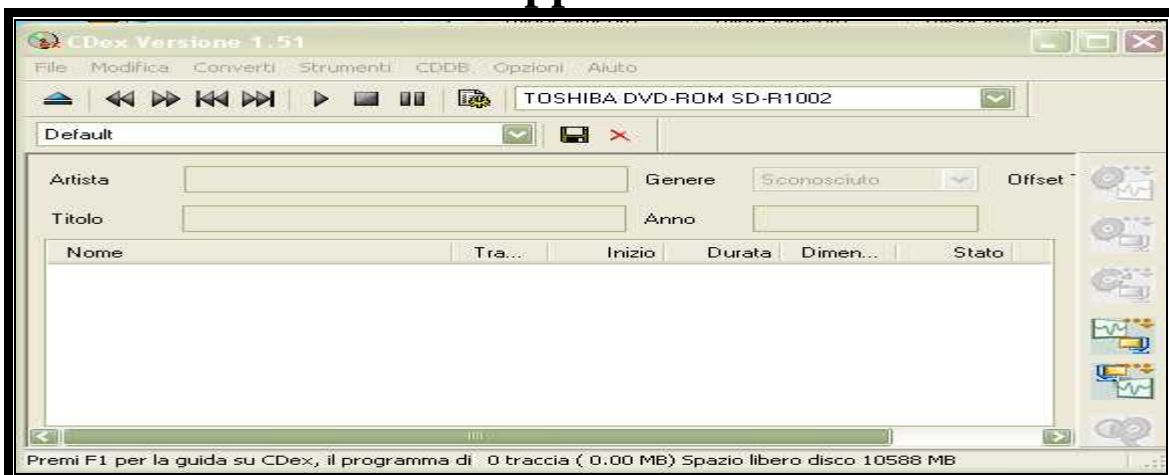 CDex Versione 1.51
File Modifica Converti Strumenti CDDB Opzioni Aiuto
TOSHIBA DVD-ROM SD-R1002
Default
Artista Genere Sconosciuto Offset
Titolo Anno
Nome Tra... Inizio Durata Dimen... Stato
Premi F1 per la guida su CDex, il programma di 0 traccia ( 0.00 MB) Spazio libero disco 10588 MB